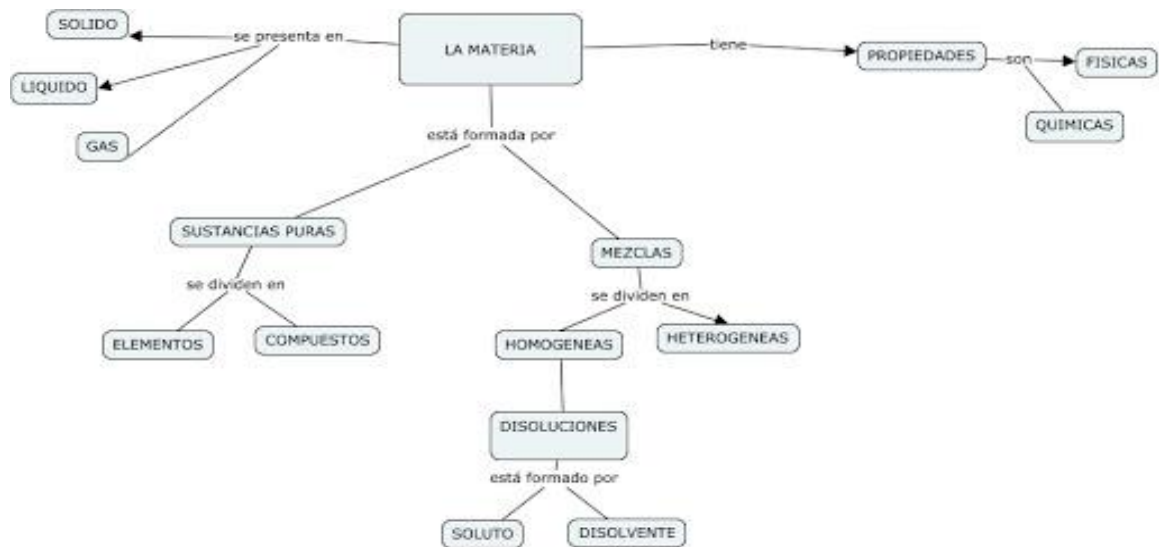 SOLIDO
se presenta en
LA MATERIA
tiene
PROPIEDADES
son
FISICAS
LIQUIDO
GAS
QUIMICAS
está formada por
SUSTANCIAS PURAS
MEZCLAS
se dividen en
se dividen en
ELEMENTOS
COMPUESTOS
HOMOGENEAS
HETEROGENEAS
DISOLUCIONES
está formado por
SOLUTO
DISOLVENTE